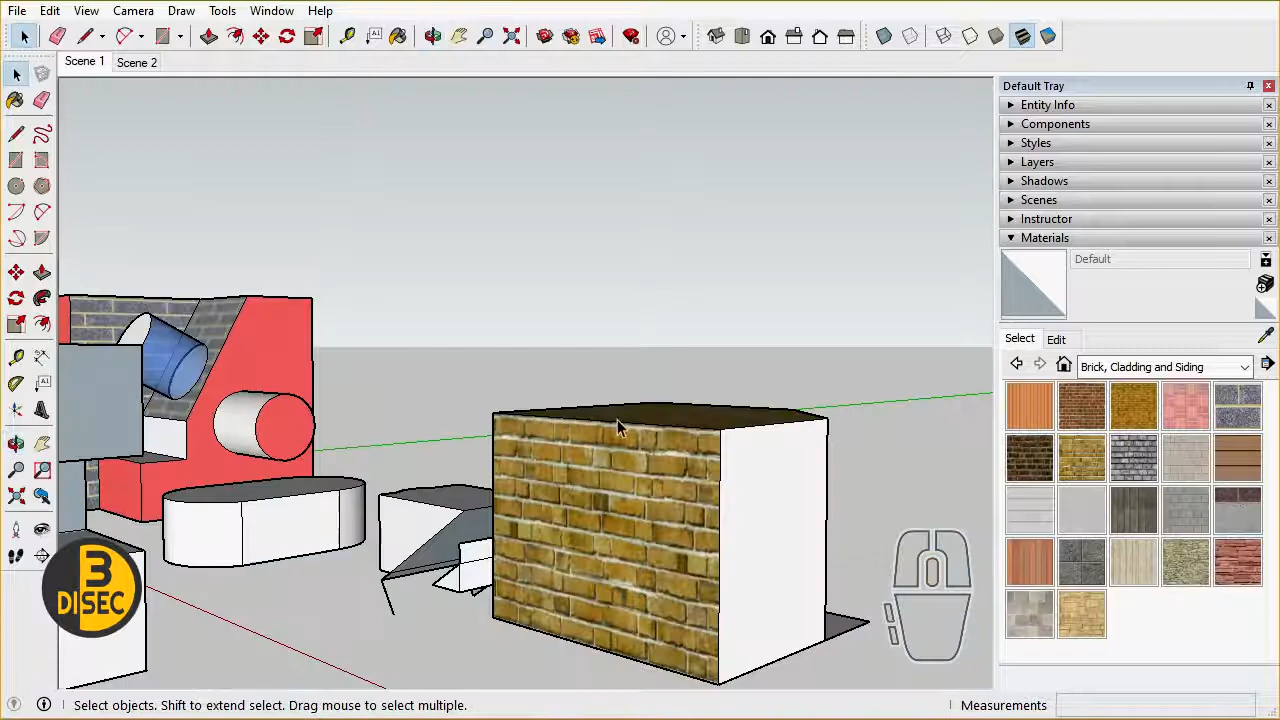 File Edit View Camera Draw Tools Window Help
Scene 1 Scene 2
Default Tray
Entity Info
Components
Styles
Layers
Shadows
Scenes
Instructor
Materials
Default
Select Edit
Brick, Cladding and Siding
3
DISEC
Select objects. Shift to extend select. Drag mouse to select multiple.
Measurements